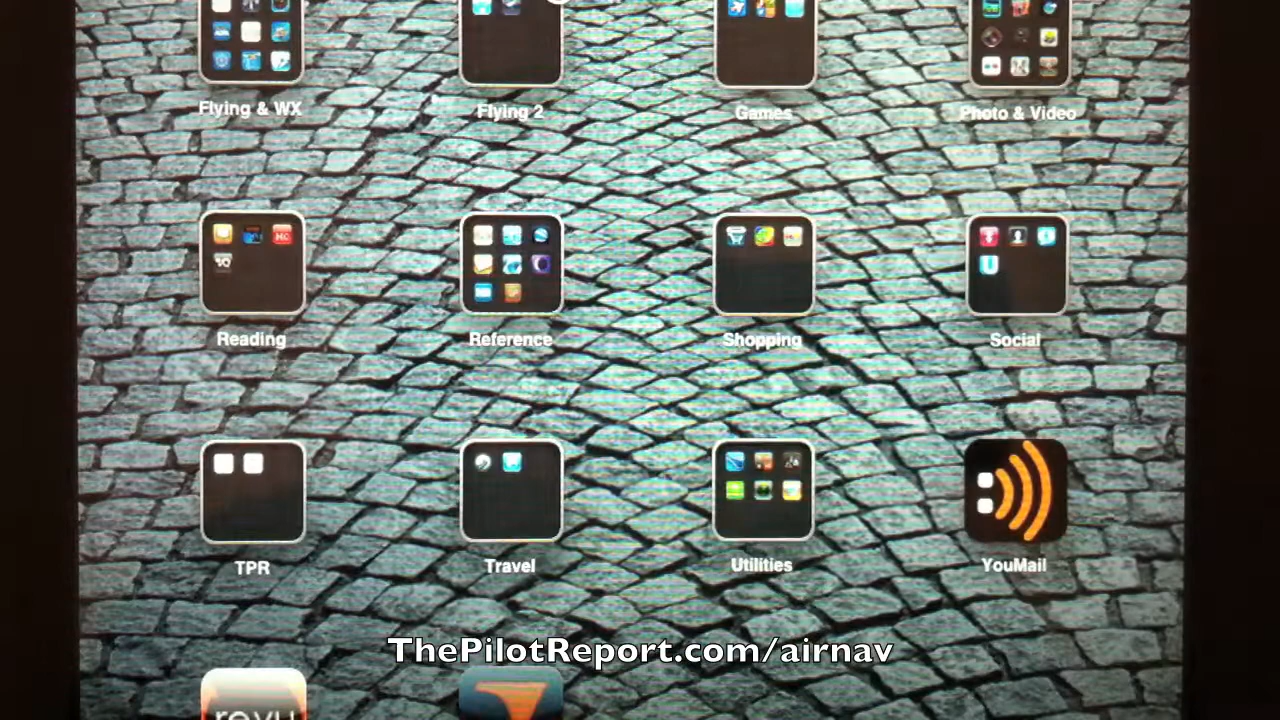 Flying & WX
Flying 2
Games
Photo & Video
Reading
Reference
Shopping
Social
TPR
Travel
Utilities
YouMail
ThePilotReport.com/airnav